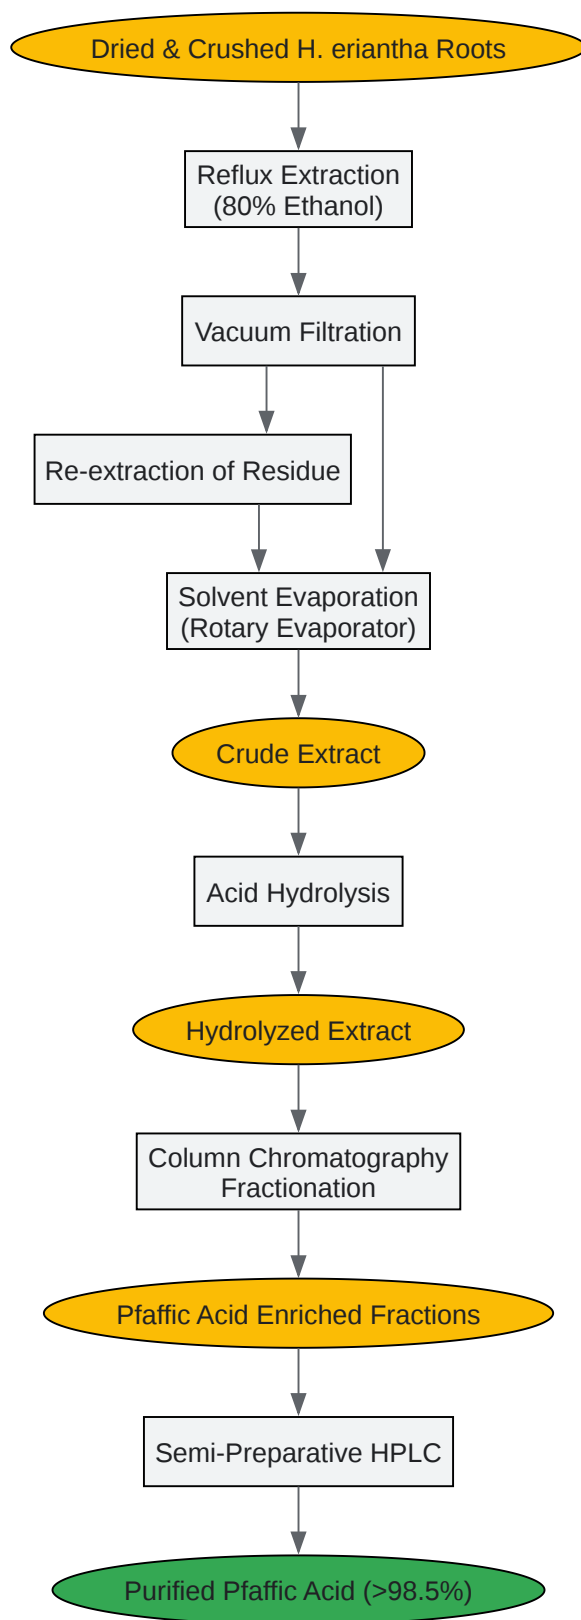 Dried & Crushed H. eriantha Roots
Reflux Extraction
(80% Ethanol)
Vacuum Filtration
Re-extraction of Residue
Solvent Evaporation
(Rotary Evaporator)
Crude Extract
Acid Hydrolysis
Hydrolyzed Extract
Column Chromatography
Fractionation
Pfaffic Acid Enriched Fractions
Semi-Preparative HPLC
Purified Pfaffic Acid (>98.5%)